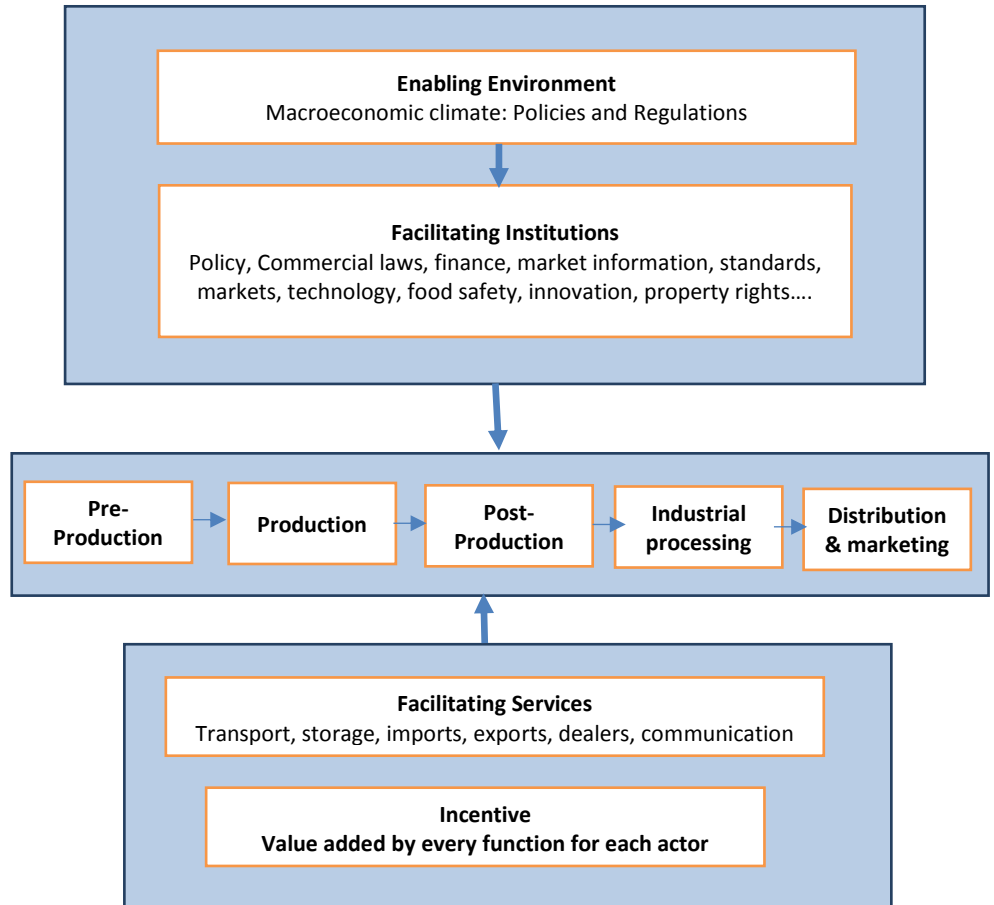 Enabling Environment
Macroeconomic climate: Policies and Regulations
Facilitating Institutions
Policy, Commercial laws, finance, market information, standards,
markets, technology, food safety, innovation, property rights….
Pre-
Production
Production
Post-
Production
Industrial
processing
Distribution
& marketing
Facilitating Services
Transport, storage, imports, exports, dealers, communication
Incentive
Value added by every function for each actor